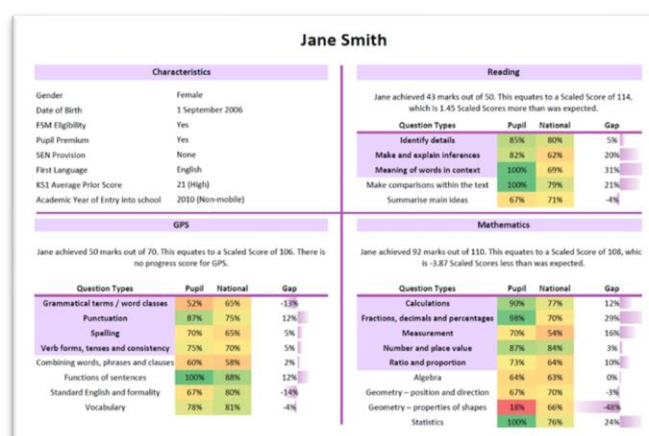 Jane Smith
Characteristics
Gender Female
Date of Birth 1 September 2006
FSM Eligibility Yes
Pupil Premium Yes
SEN Provision None
First Language English
KS1 Average Prior Score 21 (High)
Academic Year of Entry into school 2010 (Non-mobile)
Reading
Jane achieved 43 marks out of 50. This equates to a Scaled Score of 114,
which is 1.45 Scaled Scores more than was expected.
Question Types Pupil National Gap
Identify details 85% 80% 5%
Make and explain inferences 82% 62% 20%
Meaning of words in context 100% 69% 31%
Make comparisons within the text 100% 79% 21%
Summarise main ideas 67% 71% -4%
GPS
Jane achieved 50 marks out of 70. This equates to a Scaled Score of 106. There is
no progress score for GPS.
Question Types Pupil National Gap
Grammatical terms / word classes 52% 65% -13%
Punctuation 87% 75% 12%
Spelling 70% 65% 5%
Verb forms, tenses and consistency 75% 70% 5%
Combining words, phrases and clauses 60% 58% 2%
Functions of sentences 100% 88% 12%
Standard English and formality 67% 80% -14%
Vocabulary 78% 81% -4%
Mathematics
Jane achieved 92 marks out of 110. This equates to a Scaled Score of 108, whic
is -3.87 Scaled Scores less than was expected.
Question Types Pupil National Gap
Calculations 90% 77% 12%
Fractions, decimals and percentages 98% 70% 29%
Measurement 70% 54% 16%
Number and place value 87% 84% 3%
Ratio and proportion 73% 64% 10%
Algebra 64% 63% 0%
Geometry – position and direction 67% 70% -3%
Geometry – properties of shapes 18% 66% -48%
Statistics 100% 76% 24%